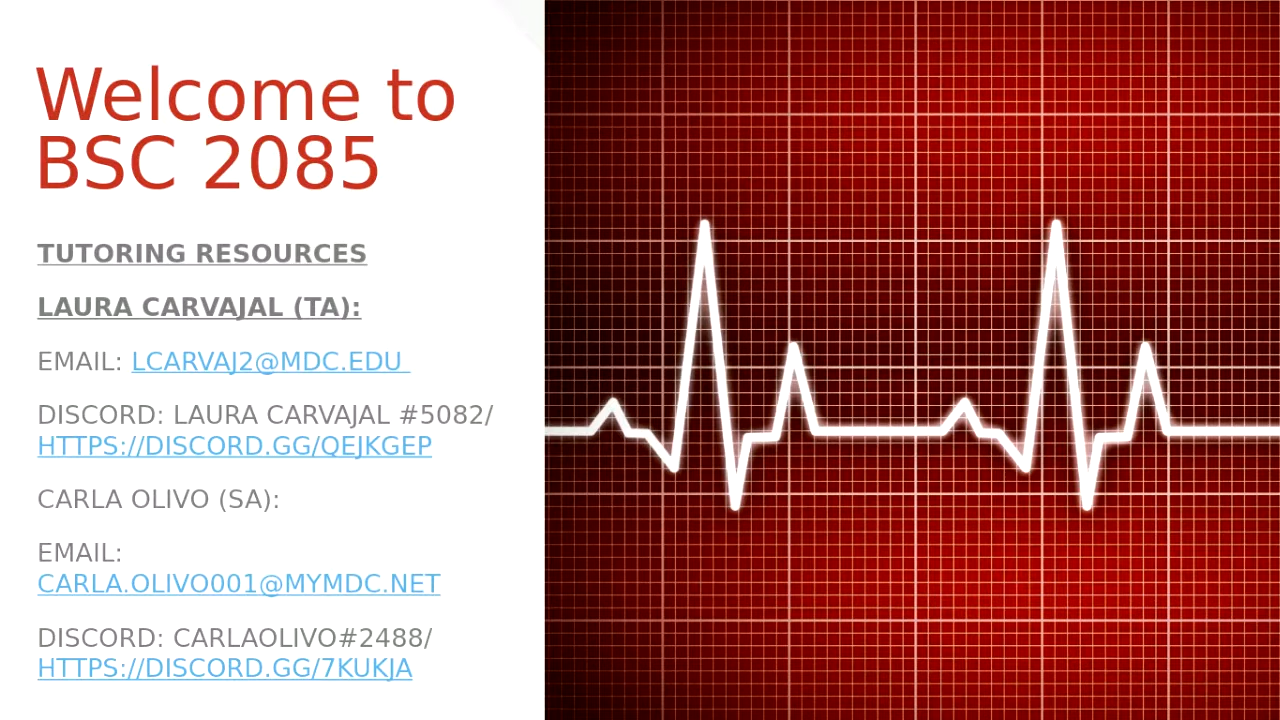 Welcome to
BSC 2085
TUTORING RESOURCES
LAURA CARVAJAL (TA):
EMAIL: LCARVAJ2@MDC.EDU
DISCORD: LAURA CARVAJAL #5082/
HTTPS://DISCORD.GG/QEJKGEP
CARLA OLIVO (SA):
EMAIL:
CARLA.OLIVO001@MYMDC.NET
DISCORD: CARLAOLIVO#2488/
HTTPS://DISCORD.GG/7KUKJA